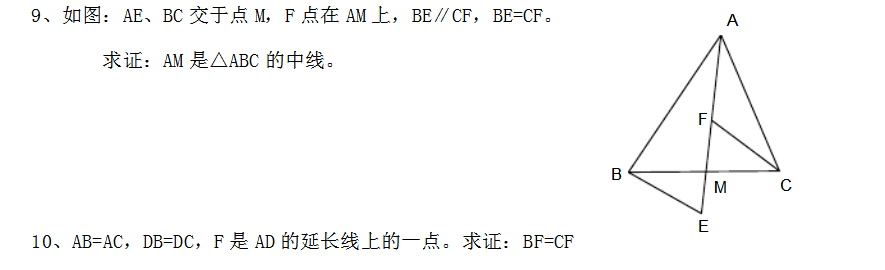 9、如图：AE、BC 交于点 M，F 点在 AM 上，BE∥CF，BE=CF。
求证：AM 是△ABC 的中线。
A
F
B
M
C
E
10、AB=AC，DB=DC，F 是 AD 的延长线上的一点。求证：BF=CF